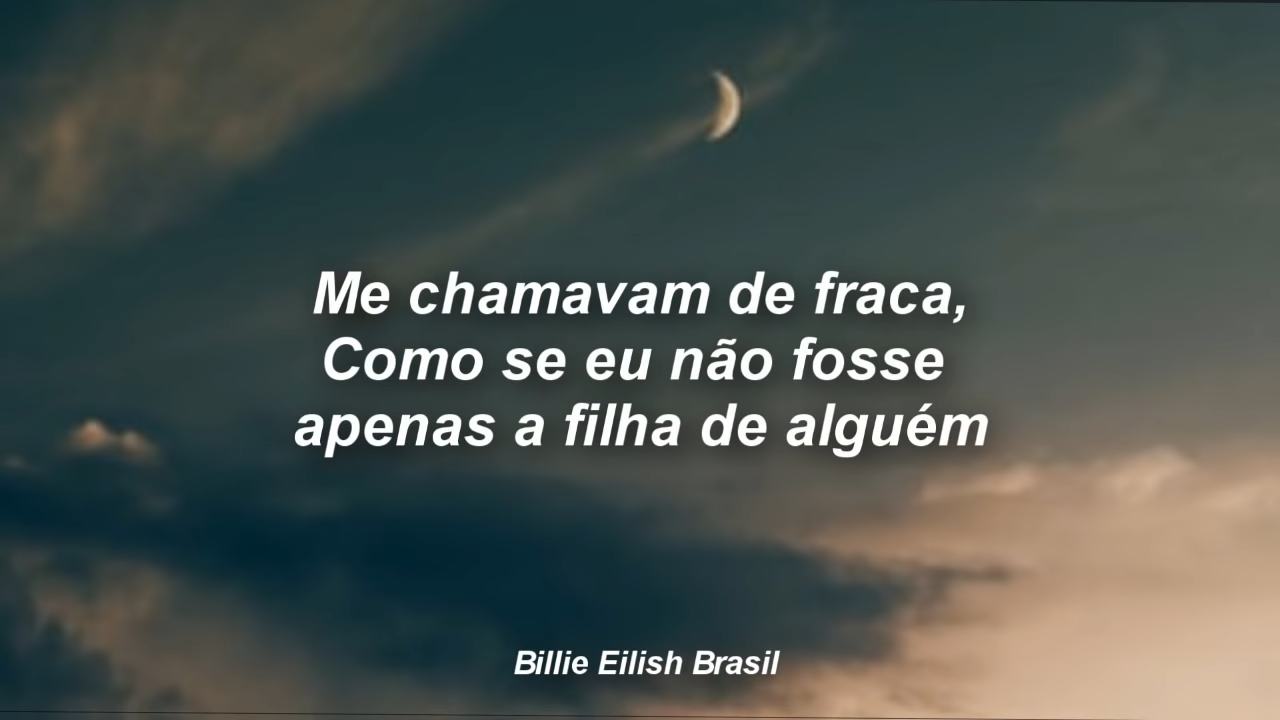 Me chamavam de fraca,
Como se eu não fosse
apenas a filha de alguém
Billie Eilish Brasil